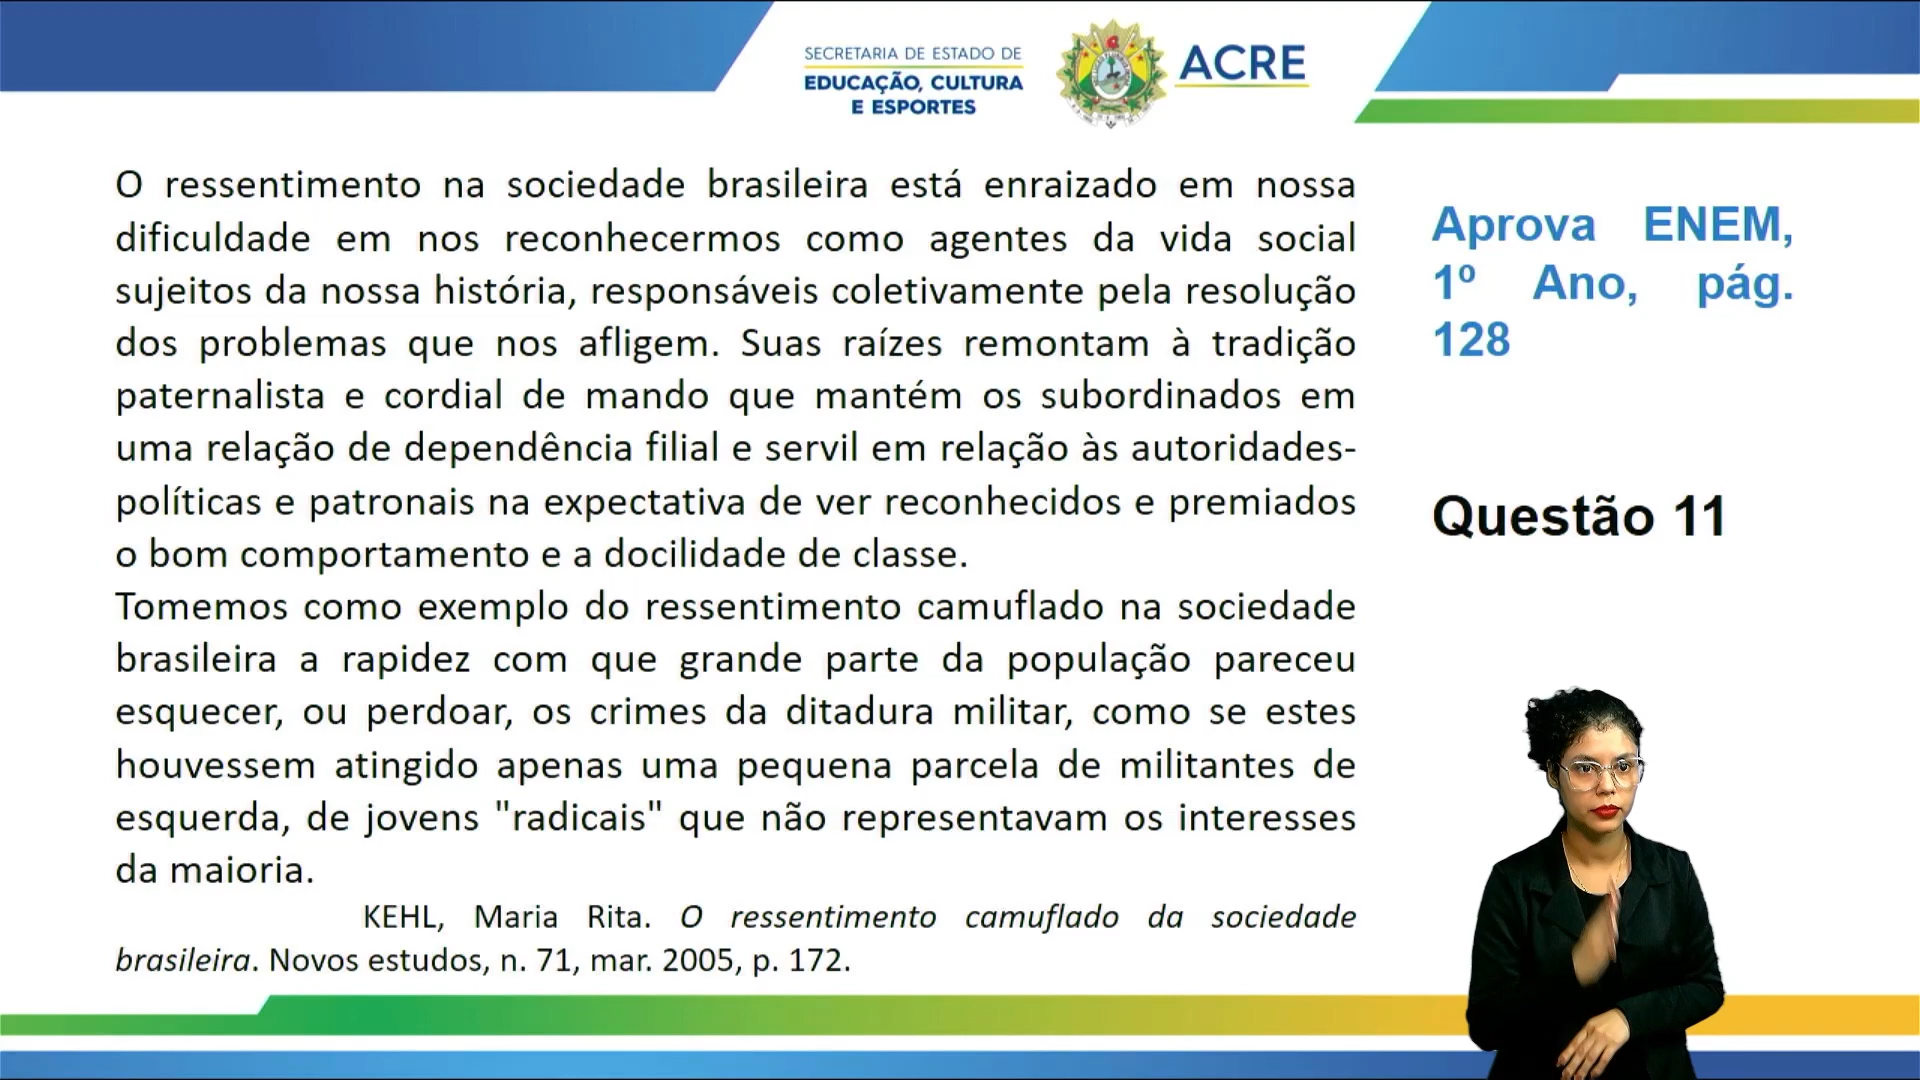 SECRETARIA DE ESTADO DE
EDUCAÇÃO, CULTURA
E ESPORTES
ACRE
O ressentimento na sociedade brasileira está enraizado em nossa
dificuldade em nos reconhecermos como agentes da vida social
sujeitos da nossa história, responsáveis coletivamente pela resolução
dos problemas que nos afligem. Suas raízes remontam à tradição
paternalista e cordial de mando que mantém os subordinados em
uma relação de dependência filial e servil em relação às autoridades-
políticas e patronais na expectativa de ver reconhecidos e premiados
o bom comportamento e a docilidade de classe.
Tomemos como exemplo do ressentimento camuflado na sociedade
brasileira a rapidez com que grande parte da população pareceu
esquecer, ou perdoar, os crimes da ditadura militar, como se estes
houvessem atingido apenas uma pequena parcela de militantes de
esquerda, de jovens "radicais" que não representavam os interesses
da maioria.
KEHL, Maria Rita. O ressentimento camuflado da sociedade
brasileira. Novos estudos, n. 71, mar. 2005, p. 172.
Aprova ENEM,
1º Ano, pág.
128
Questão 11